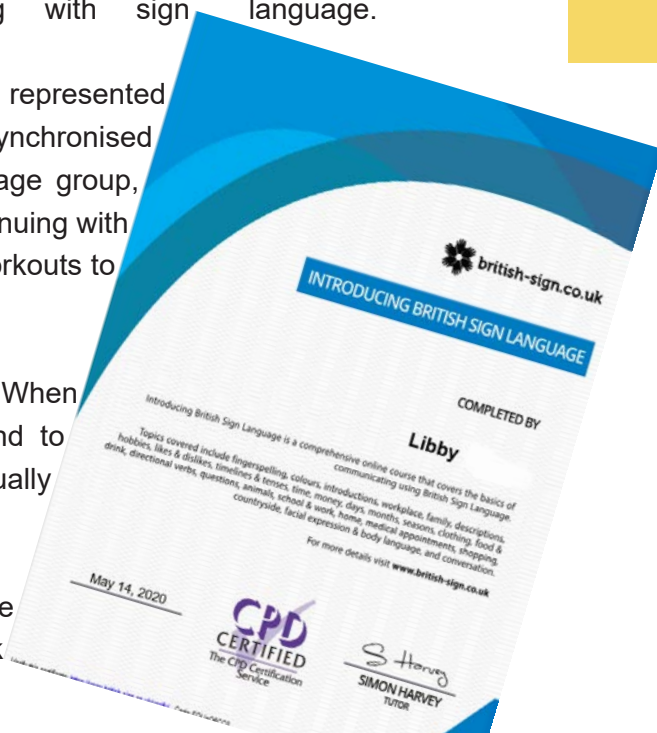 g with sign language.
represented
ynchronised
age group,
nuing with
orkouts to
When
nd to
ually
e
k
british-sign.co.uk
INTRODUCING BRITISH SIGN LANGUAGE
COMPLETED BY
Libby
Introducing British Sign Language is a comprehensive online course that covers the basics of
communicating using British Sign Language.
Topics covered include fingerspelling, colours, introductions, workplace, family, descriptions,
hobbies, likes & dislikes, timelines & tenses, time, money, days, months, seasons, clothing, food &
drink, directional verbs, questions, animals, school & work, home, medical appointments, shopping,
countryside, facial expression & body language, and conversation.
For more details visit www.british-sign.co.uk
May 14, 2020
CPD
CERTIFIED
The CPD Certification
Service
S Harvey
SIMON HARVEY
TUTOR